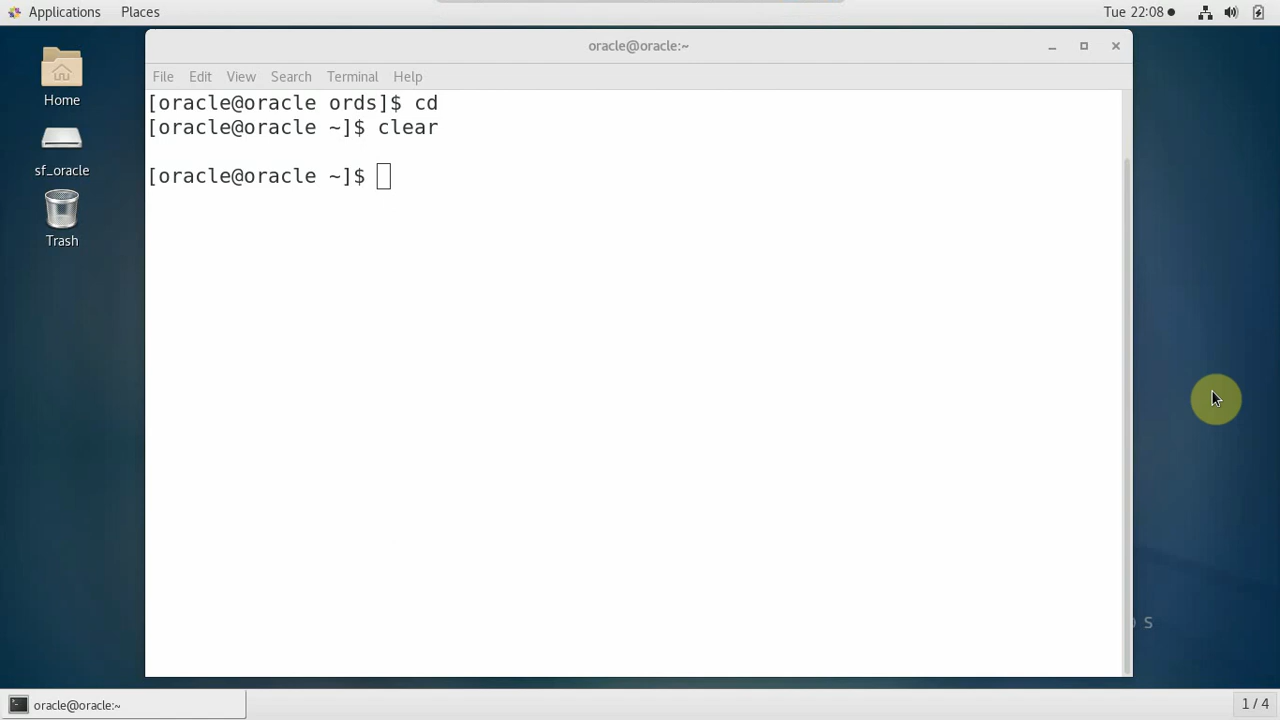 Applications Places Tue 22:08
oracle@oracle:~
Home
File Edit View Search Terminal Help
[oracle@oracle ords]$ cd
[oracle@oracle ~]$ clear
sf_oracle
[oracle@oracle ~]$
Trash
S
oracle@oracle:~ 1 / 4